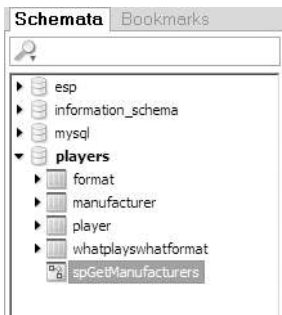 Schemata Bookmarks
esp
information_schema
mysql
players
format
manufacturer
player
whatplayswhatformat
spGetManufacturers